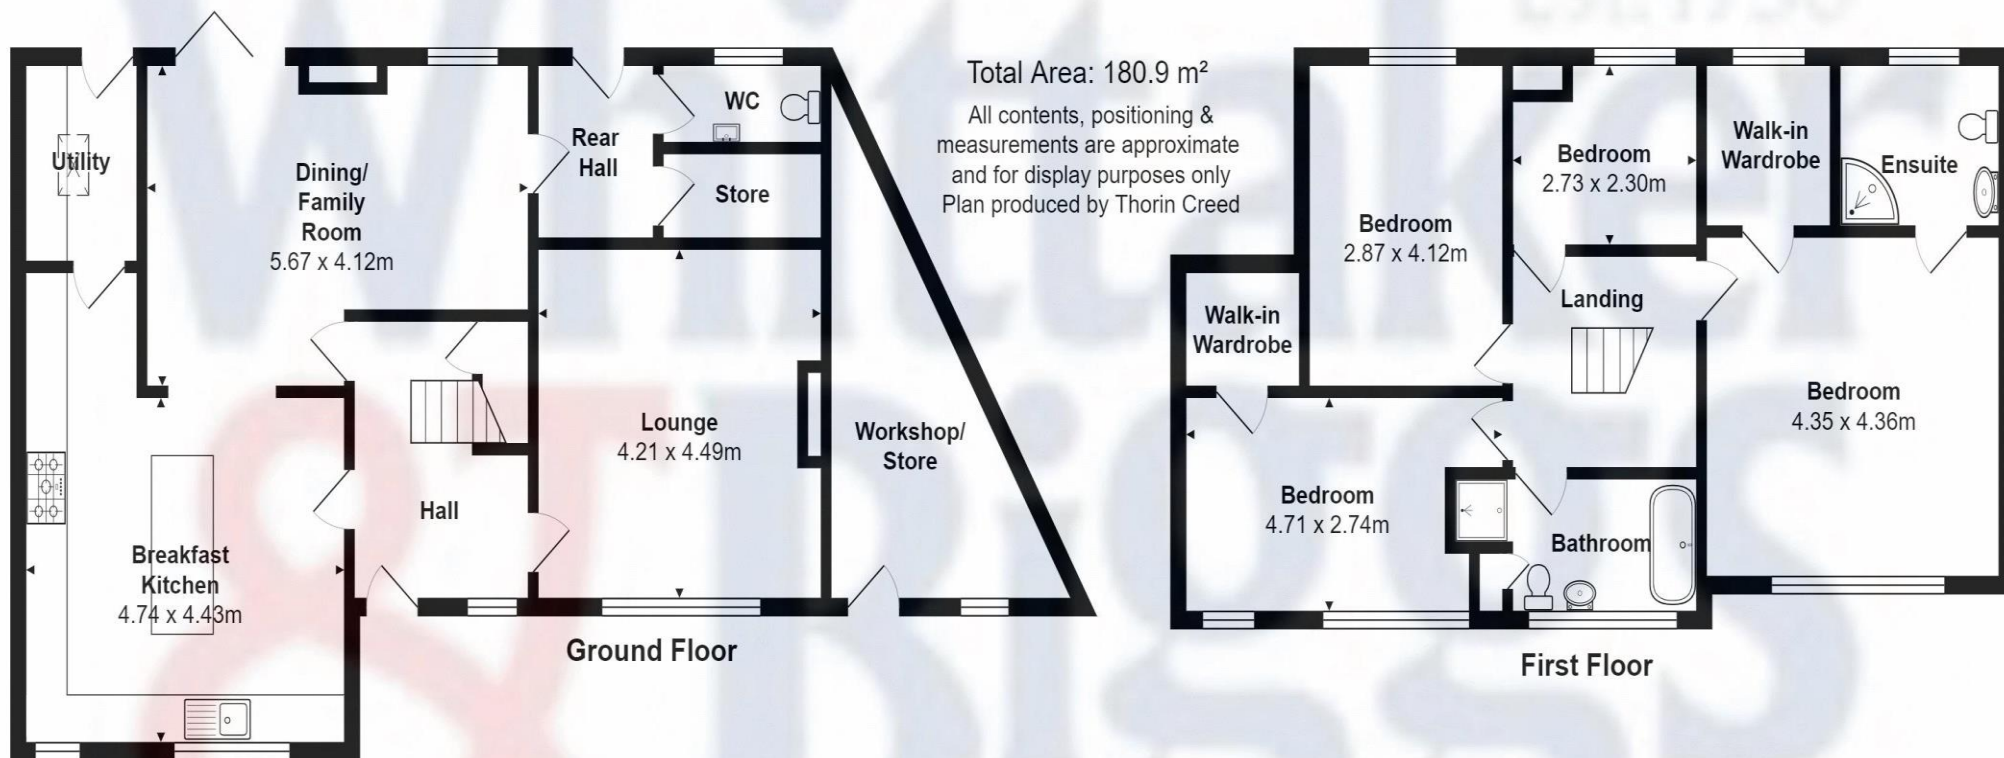 Utility
Dining/
Family
Room
5.67 x 4.12m
Rear
Hall
WC
Store
Lounge
4.21 x 4.49m
Workshop/
Store
Hall
Breakfast
Kitchen
4.74 x 4.43m
Ground Floor
Total Area: 180.9 m²
All contents, positioning &
measurements are approximate
and for display purposes only
Plan produced by Thorin Creed
Bedroom
2.87 x 4.12m
Bedroom
2.73 x 2.30m
Walk-in
Wardrobe
Ensuite
Walk-in
Wardrobe
Landing
Bedroom
4.35 x 4.36m
Bedroom
4.71 x 2.74m
Bathroom
First Floor
Whittaker
Est. 1930
& Biggs